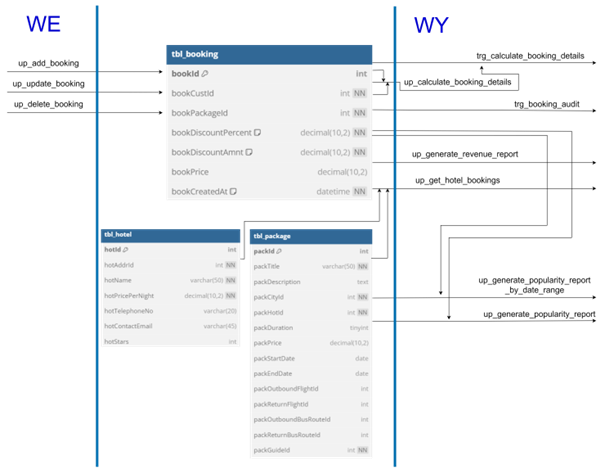 WE
WY
up_add_booking
up_update_booking
up_delete_booking
tbl_booking
bookId int
bookCustId int NN
bookPackageId int NN
bookDiscountPercent decimal(10,2) NN
bookDiscountAmnt decimal(10,2) NN
bookPrice decimal(10,2)
bookCreatedAt datetime NN
trg_calculate_booking_details
up_calculate_booking_details
trg_booking_audit
up_generate_revenue_report
up_get_hotel_bookings
tbl_hotel
hotId int
hotAddrId int NN
hotName varchar(50) NN
hotPricePerNight decimal(10,2) NN
hotTelephoneNo varchar(20)
hotContactEmail varchar(45)
hotStars int
tbl_package
packId int
packTitle varchar(50) NN
packDescription text
packCityId int NN
packHotId int NN
packDuration tinyint
packPrice decimal(10,2)
packStartDate date
packEndDate date
packOutboundFlightId int
packReturnFlightId int
packOutboundBusRouteId int
packReturnBusRouteId int
packGuideId int NN
up_generate_popularity_report
_by_date_range
up_generate_popularity_report